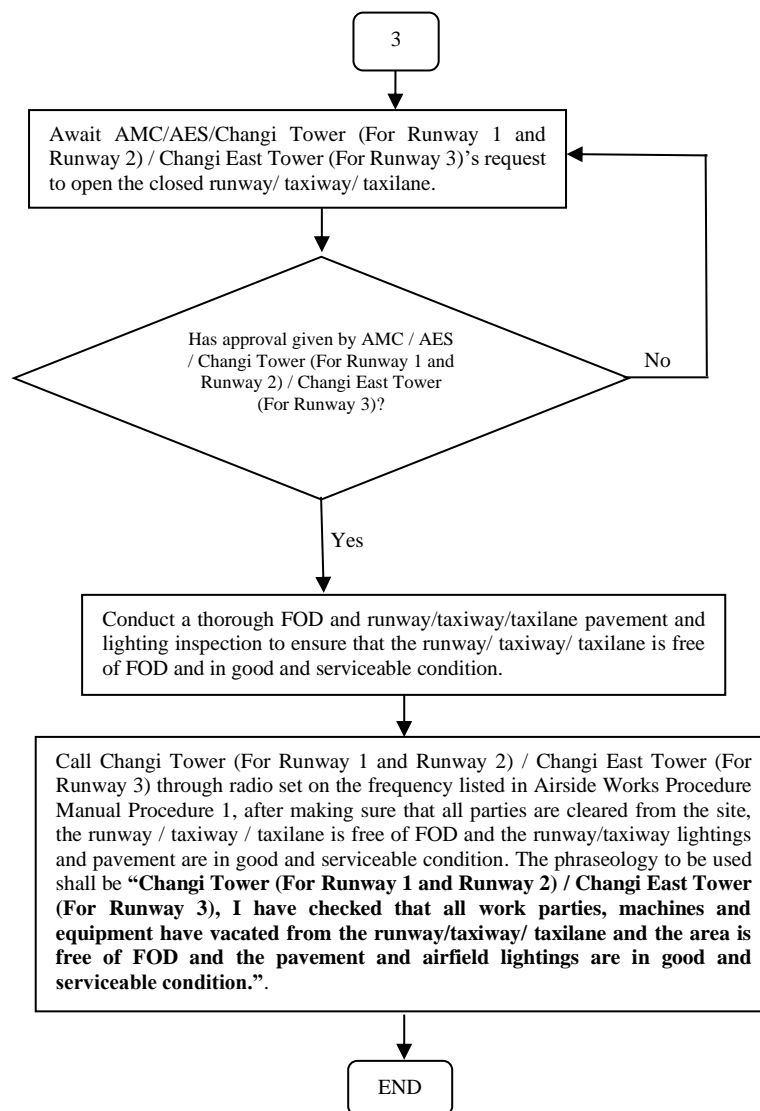 3
Await AMC/AES/Changi Tower (For Runway 1 and
Runway 2) / Changi East Tower (For Runway 3)’s request
to open the closed runway/ taxiway/ taxilane.
Has approval given by AMC / AES
/ Changi Tower (For Runway 1 and
Runway 2) / Changi East Tower
(For Runway 3)?
No
Yes
Conduct a thorough FOD and runway/taxiway/taxilane pavement and
lighting inspection to ensure that the runway/ taxiway/ taxilane is free
of FOD and in good and serviceable condition.
Call Changi Tower (For Runway 1 and Runway 2) / Changi East Tower (For
Runway 3) through radio set on the frequency listed in Airside Works Procedure
Manual Procedure 1, after making sure that all parties are cleared from the site,
the runway / taxiway / taxilane is free of FOD and the runway/taxiway lightings
and pavement are in good and serviceable condition. The phraseology to be used
shall be “Changi Tower (For Runway 1 and Runway 2) / Changi East Tower
(For Runway 3), I have checked that all work parties, machines and
equipment have vacated from the runway/taxiway/ taxilane and the area is
free of FOD and the pavement and airfield lightings are in good and
serviceable condition.”.
END